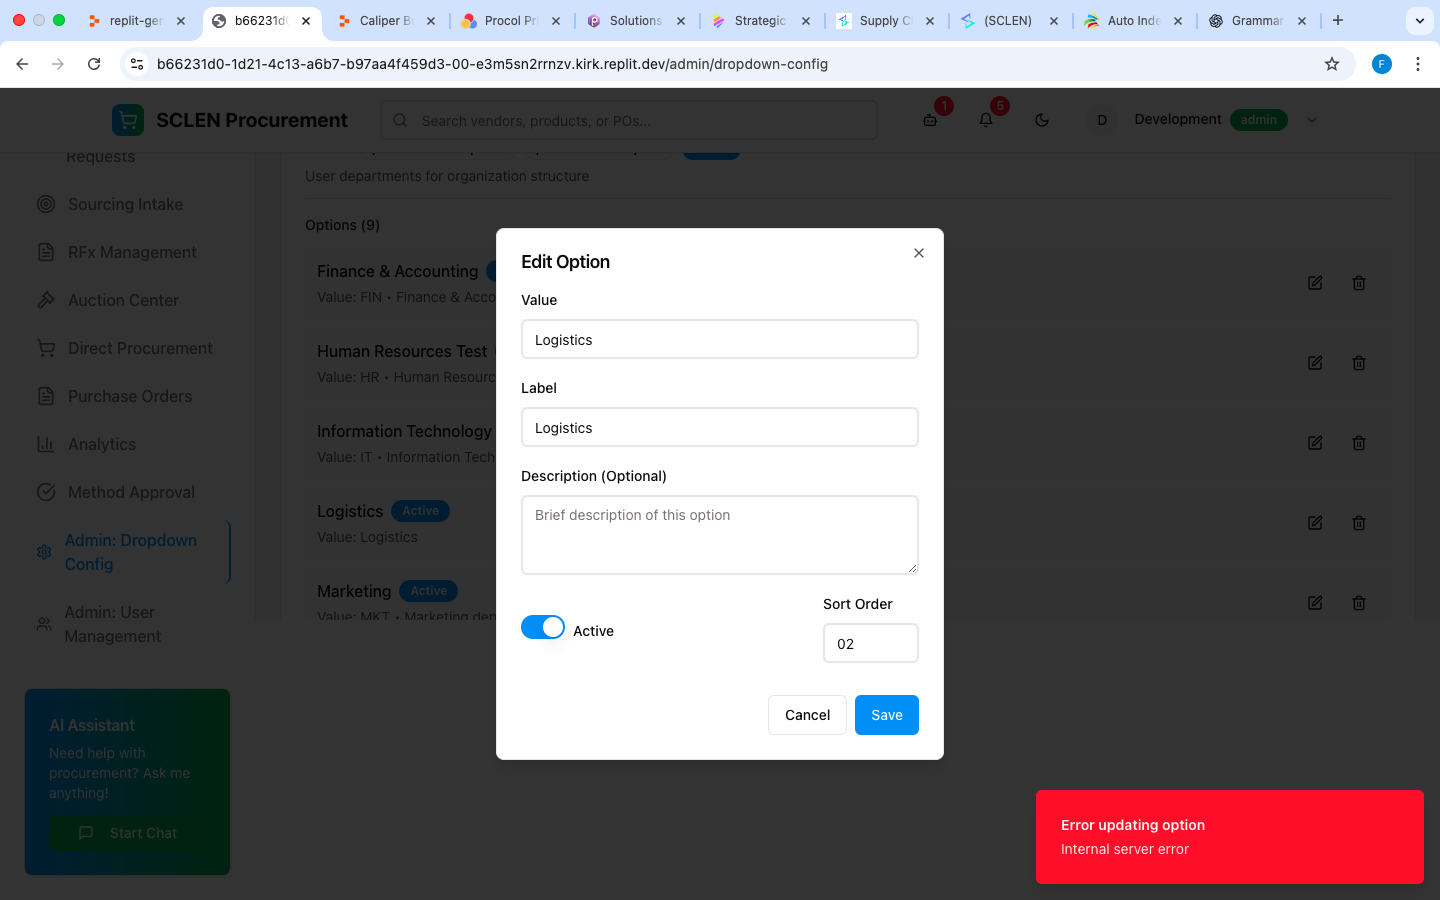 replit-gen
b66231d0
Caliper Bu
Procol Pri
Solutions
Strategic
Supply C
(SCLEN)
Auto Inde
Grammar
b66231d0-1d21-4c13-a6b7-b97aa4f459d3-00-e3m5sn2rrnzv.kirk.replit.dev/admin/dropdown-config
F
SCLEN Procurement
Search vendors, products, or POs...
1
5
D
Development
admin
Requests
Sourcing Intake
RFx Management
Auction Center
Direct Procurement
Purchase Orders
Analytics
Method Approval
Admin: Dropdown
Config
Admin: User
Management
AI Assistant
Need help with
procurement? Ask me
anything!
Start Chat
User departments for organization structure
Options (9)
Finance & Accounting
Value: FIN • Finance & Acco
Human Resources Test
Value: HR • Human Resourc
Information Technology
Value: IT • Information Tech
Logistics Active
Value: Logistics
Marketing Active
Value: MKT • Marketing dep
Edit Option
Value
Logistics
Label
Logistics
Description (Optional)
Brief description of this option
Active
Sort Order
02
Cancel
Save
Error updating option
Internal server error